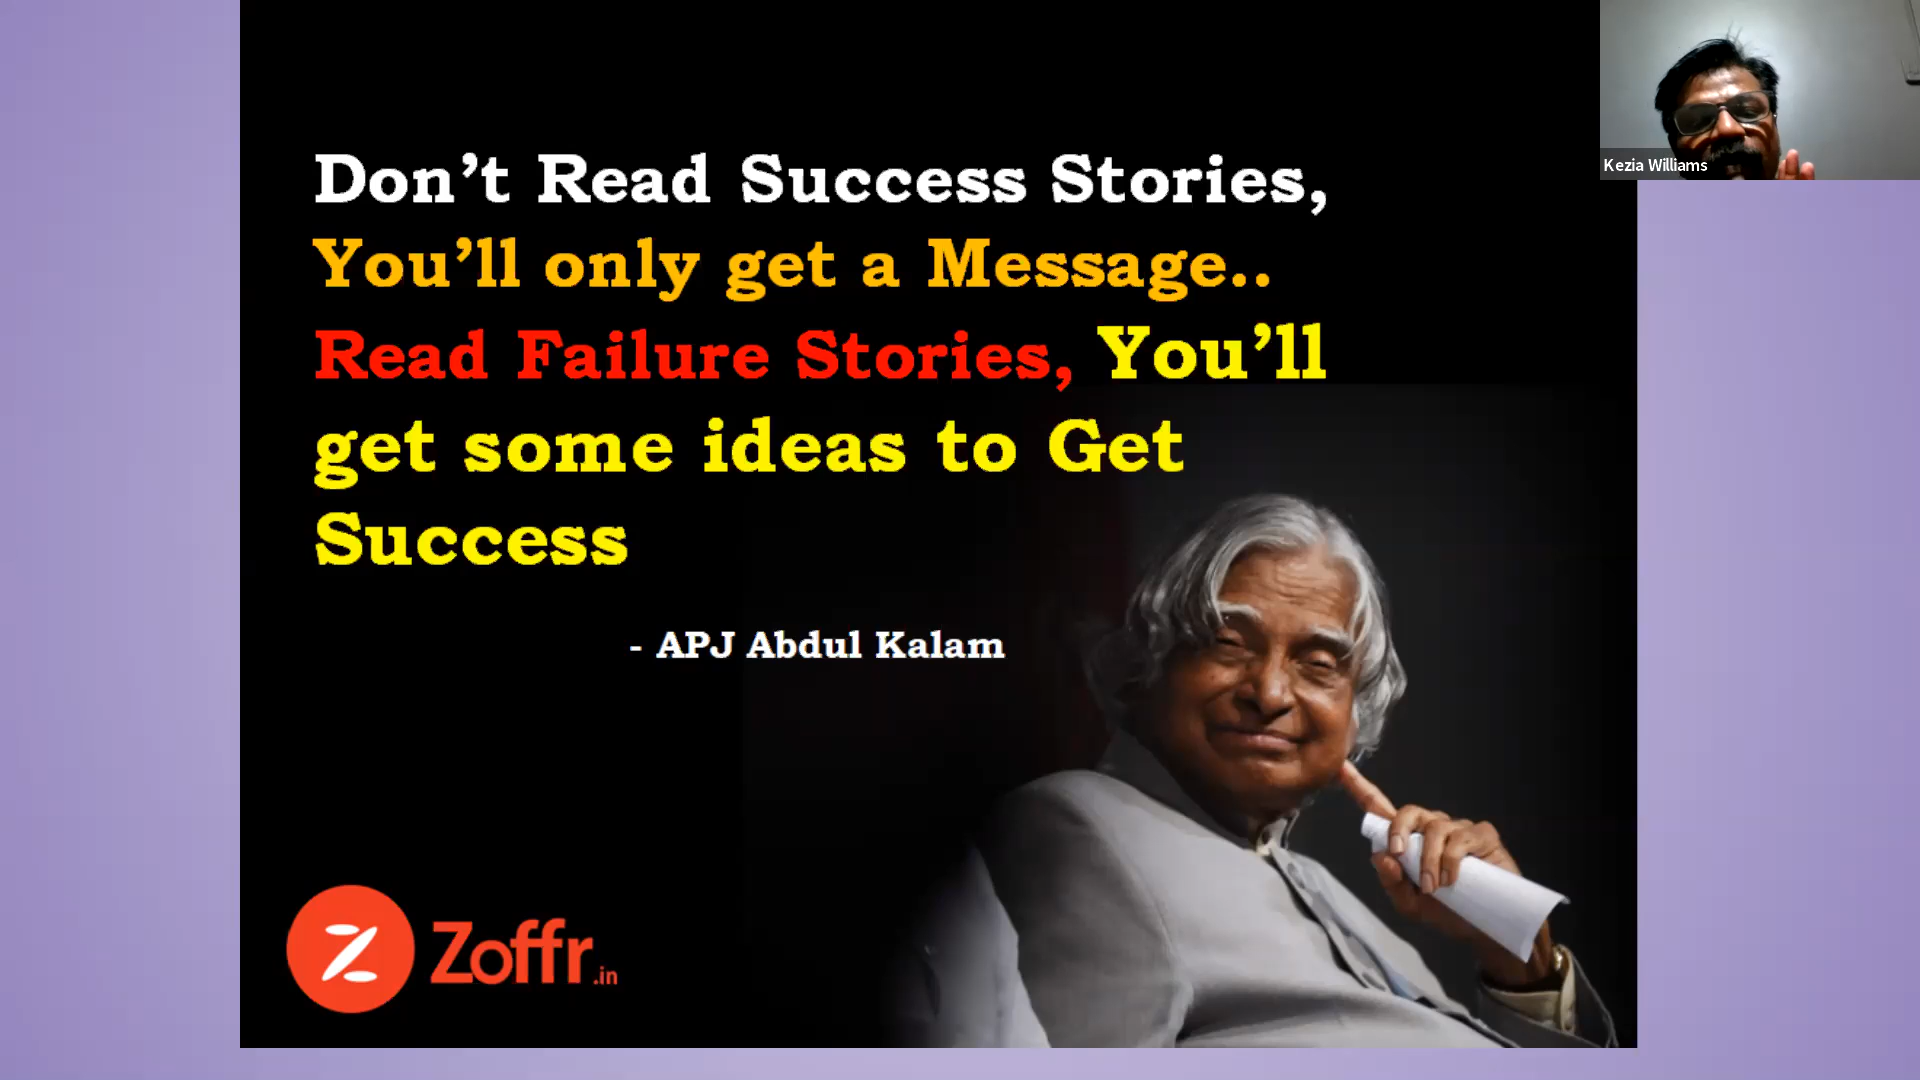 Don't Read Success Stories,
You'll only get a Message..
Read Failure Stories, You'll
get some ideas to Get
Success
- APJ Abdul Kalam
Z Zoffr.in
Kezia Williams